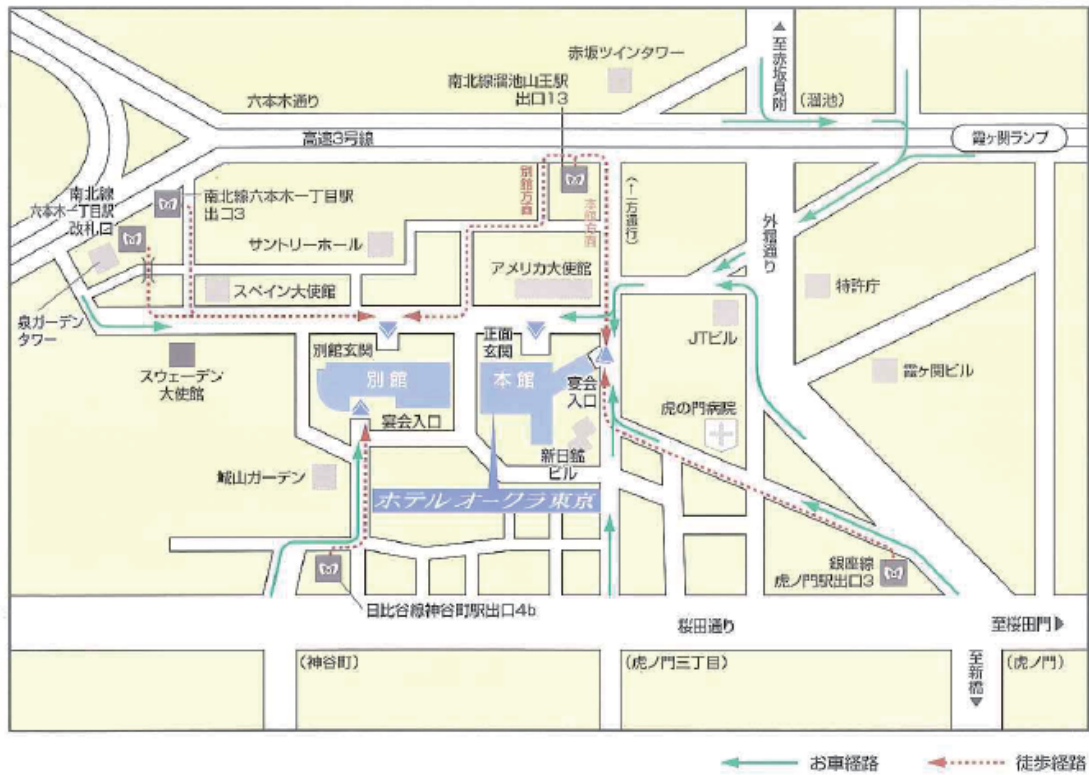 赤坂ツインタワー
南北線溜池山王駅
出口13
至赤坂見附
(溜池)
六本木通り
高速3号線
霞ヶ関ランプ
南北線
六本木一丁目駅
改札口
南北線六本木一丁目駅
出口3
別館方面
本館方面
(一方通行)
外堀通り
サントリーホール
アメリカ大使館
スペイン大使館
特許庁
泉ガーデン
タワー
JTビル
別館玄関
正面
玄関
スウェーデン
大使館
別館
本館
宴会
入口
霞ヶ関ビル
宴会入口
虎の門病院
新日鑛
ビル
城山ガーデン
ホテルオークラ東京
銀座線
虎ノ門駅出口3
日比谷線神谷町駅出口4b
桜田通り
至桜田門
(神谷町)
(虎ノ門三丁目)
至新橋
(虎ノ門)
お車経路
徒歩経路